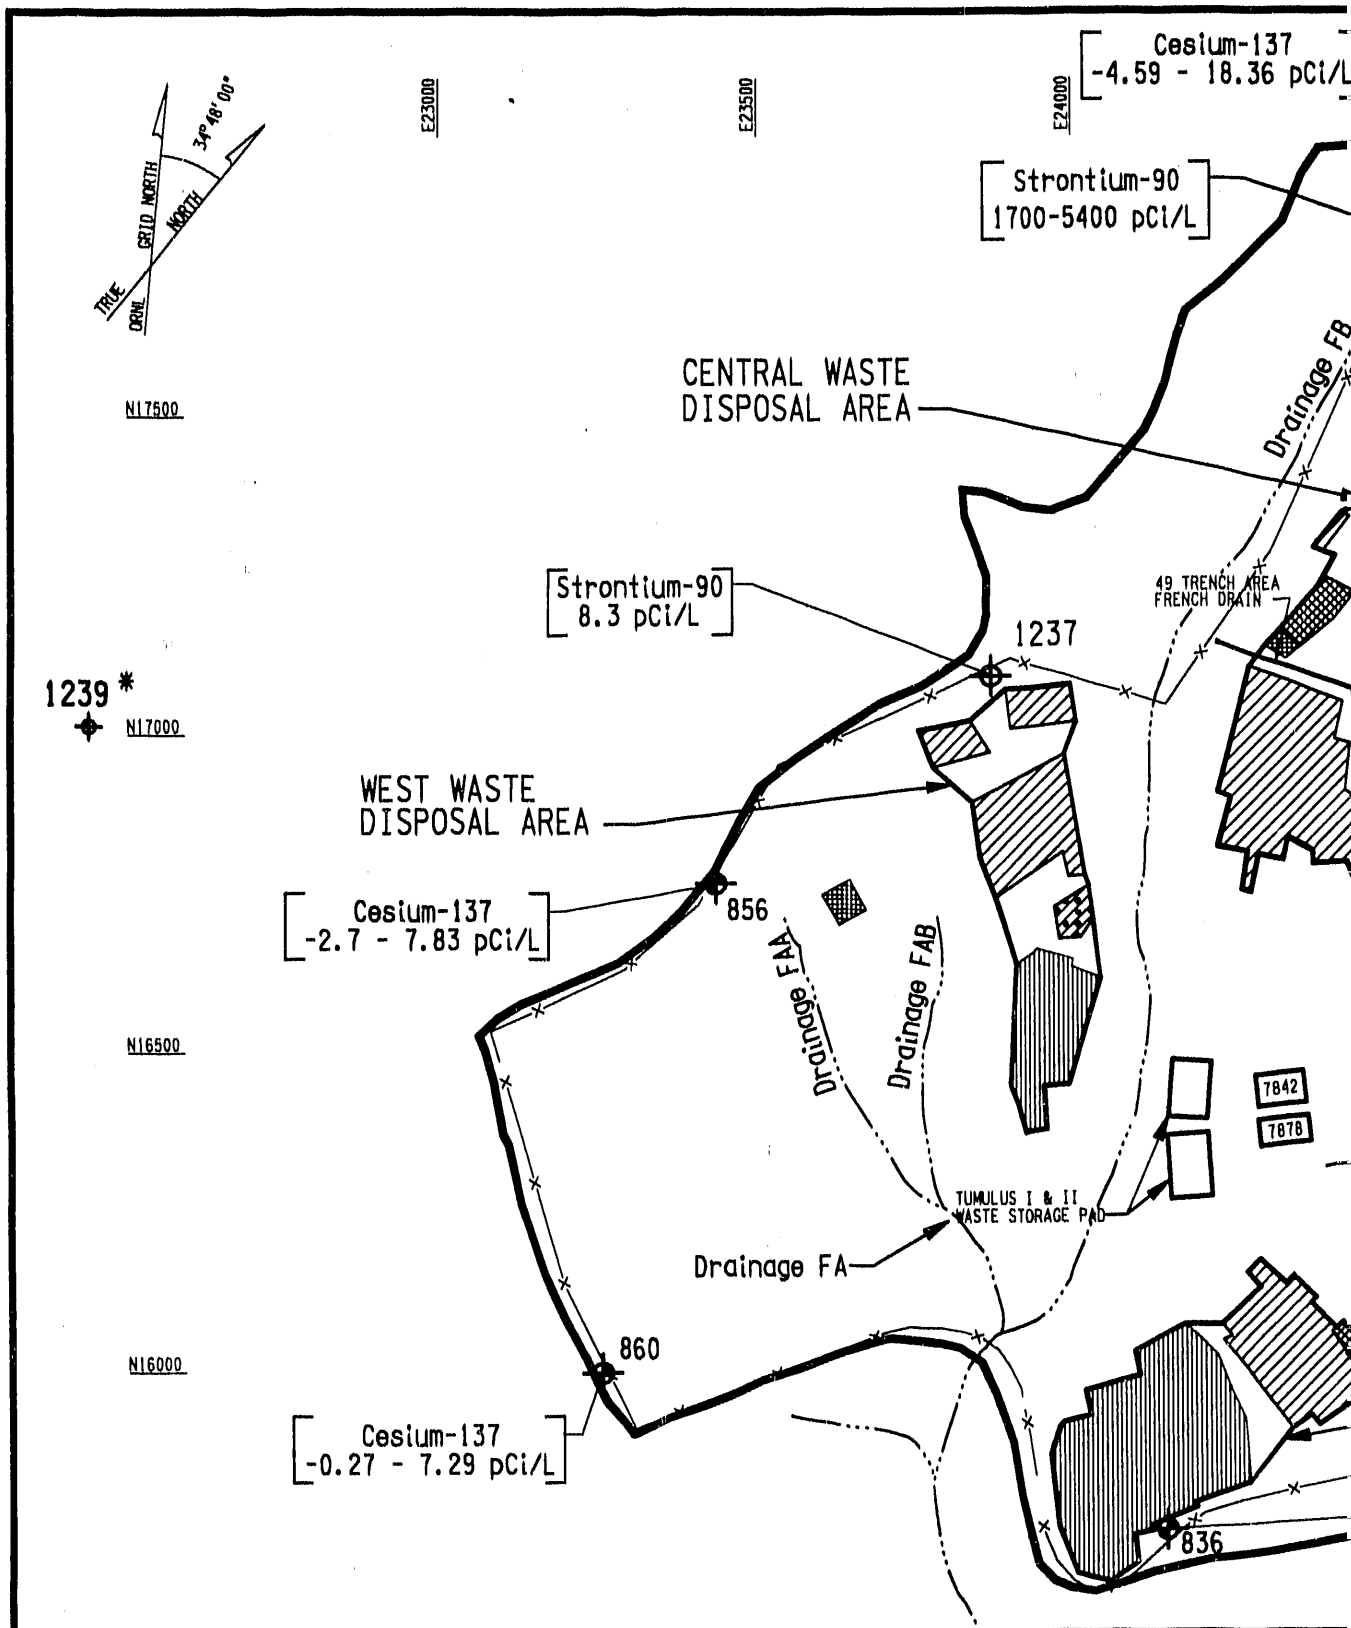 Cesium-137
-4.59 - 18.36 pCi/L
E23000
E23500
E24000
34°48'00"
GRID NORTH
NORTH
TRUE
ORNL
Strontium-90
1700-5400 pCi/L
Drainage FB
CENTRAL WASTE
DISPOSAL AREA
N17500
49 TRENCH AREA
FRENCH DRAIN
Strontium-90
8.3 pCi/L
1237
1239 *
N17000
WEST WASTE
DISPOSAL AREA
Cesium-137
-2.7 - 7.83 pCi/L
856
Drainage FAA
Drainage FAB
N16500
7842
7878
TUMULUS I & II
WASTE STORAGE PAD
Drainage FA
860
N16000
Cesium-137
-0.27 - 7.29 pCi/L
836